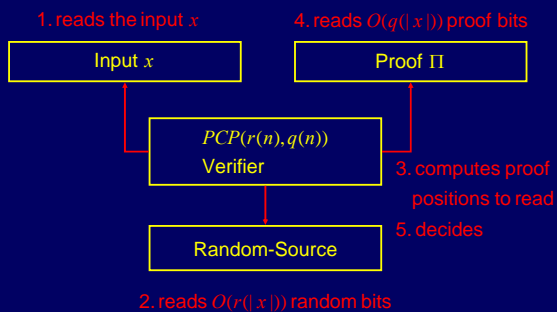 1. reads the input x
4. reads O(q(| x |)) proof bits
Input x
Proof Π
PCP(r(n),q(n))
Verifier
3. computes proof
positions to read
5. decides
Random-Source
2. reads O(r(| x |)) random bits